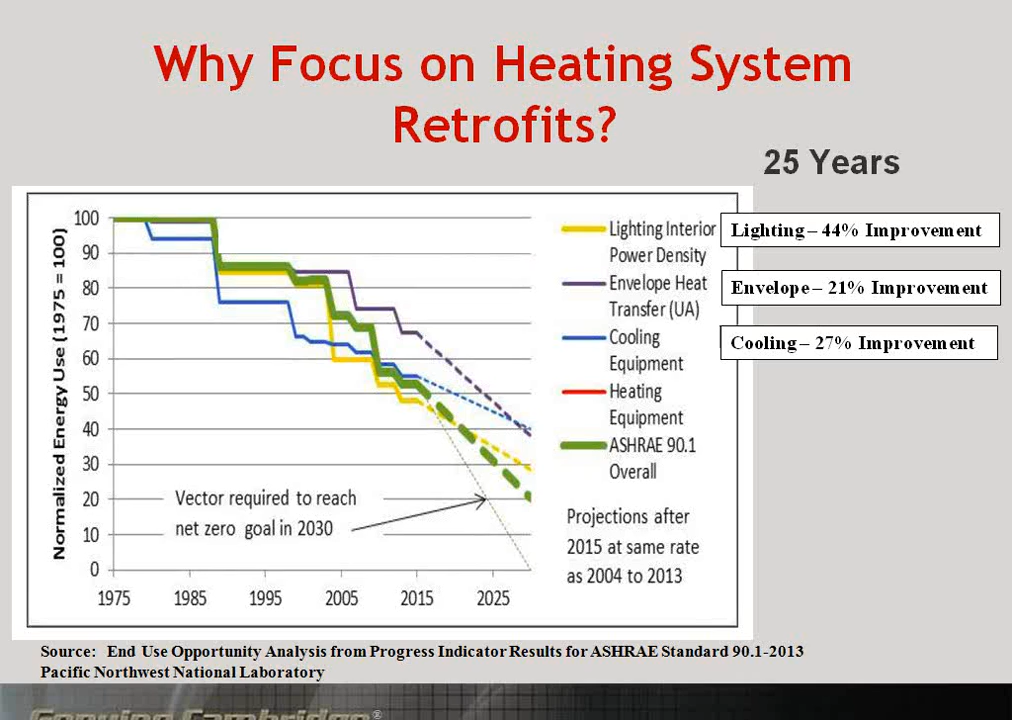 Why Focus on Heating System
Retrofits?
25 Years
Normalized Energy Use (1975 = 100)
100
90
80
70
60
50
40
30
20
10
0
1975
1985
1995
2005
2015
2025
Vector required to reach
net zero goal in 2030
Lighting Interior
Power Density
Envelope Heat
Transfer (UA)
Cooling
Equipment
Heating
Equipment
ASHRAE 90.1
Overall
Projections after
2015 at same rate
as 2004 to 2013
Lighting – 44% Improvement
Envelope – 21% Improvement
Cooling – 27% Improvement
Source: End Use Opportunity Analysis from Progress Indicator Results for ASHRAE Standard 90.1-2013
Pacific Northwest National Laboratory